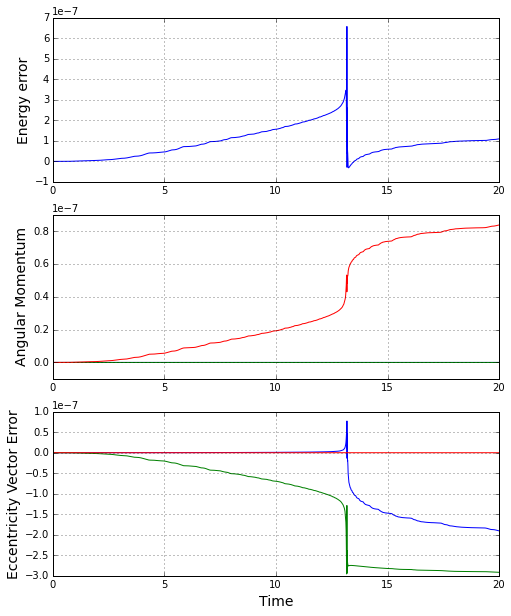 1e−7
7
6
5
4
3
2
1
0
−1
Energy error
0 5 10 15 20
1e−7
0.8
0.6
0.4
0.2
0.0
Angular Momentum
0 5 10 15 20
1e−7
1.0
0.5
0.0
−0.5
−1.0
−1.5
−2.0
−2.5
−3.0
Eccentricity Vector Error
0 5 10 15 20
Time